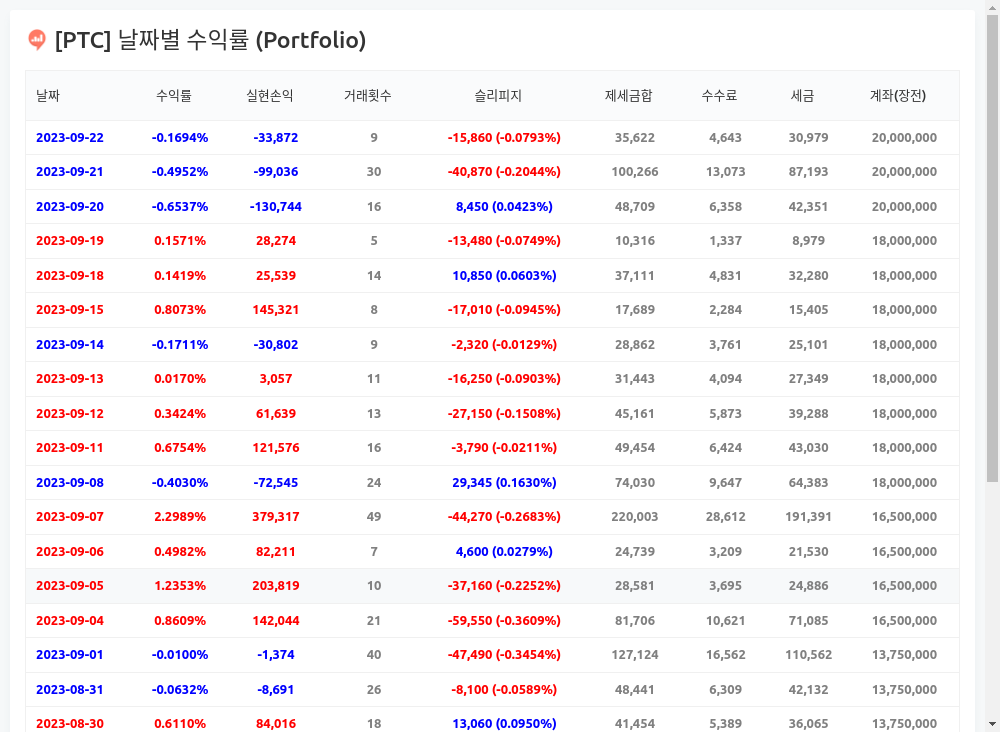 [PTC] 날짜별 수익률 (Portfolio)
날짜 수익률 실현손익 거래횟수 슬리피지 제세금합 수수료 세금 계좌(장전)
2023-09-22 -0.1694% -33,872 9 -15,860 (-0.0793%) 35,622 4,643 30,979 20,000,000
2023-09-21 -0.4952% -99,036 30 -40,870 (-0.2044%) 100,266 13,073 87,193 20,000,000
2023-09-20 -0.6537% -130,744 16 8,450 (0.0423%) 48,709 6,358 42,351 20,000,000
2023-09-19 0.1571% 28,274 5 -13,480 (-0.0749%) 10,316 1,337 8,979 18,000,000
2023-09-18 0.1419% 25,539 14 10,850 (0.0603%) 37,111 4,831 32,280 18,000,000
2023-09-15 0.8073% 145,321 8 -17,010 (-0.0945%) 17,689 2,284 15,405 18,000,000
2023-09-14 -0.1711% -30,802 9 -2,320 (-0.0129%) 28,862 3,761 25,101 18,000,000
2023-09-13 0.0170% 3,057 11 -16,250 (-0.0903%) 31,443 4,094 27,349 18,000,000
2023-09-12 0.3424% 61,639 13 -27,150 (-0.1508%) 45,161 5,873 39,288 18,000,000
2023-09-11 0.6754% 121,576 16 -3,790 (-0.0211%) 49,454 6,424 43,030 18,000,000
2023-09-08 -0.4030% -72,545 24 29,345 (0.1630%) 74,030 9,647 64,383 18,000,000
2023-09-07 2.2989% 379,317 49 -44,270 (-0.2683%) 220,003 28,612 191,391 16,500,000
2023-09-06 0.4982% 82,211 7 4,600 (0.0279%) 24,739 3,209 21,530 16,500,000
2023-09-05 1.2353% 203,819 10 -37,160 (-0.2252%) 28,581 3,695 24,886 16,500,000
2023-09-04 0.8609% 142,044 21 -59,550 (-0.3609%) 81,706 10,621 71,085 16,500,000
2023-09-01 -0.0100% -1,374 40 -47,490 (-0.3454%) 127,124 16,562 110,562 13,750,000
2023-08-31 -0.0632% -8,691 26 -8,100 (-0.0589%) 48,441 6,309 42,132 13,750,000
2023-08-30 0.6110% 84,016 18 13,060 (0.0950%) 41,454 5,389 36,065 13,750,000